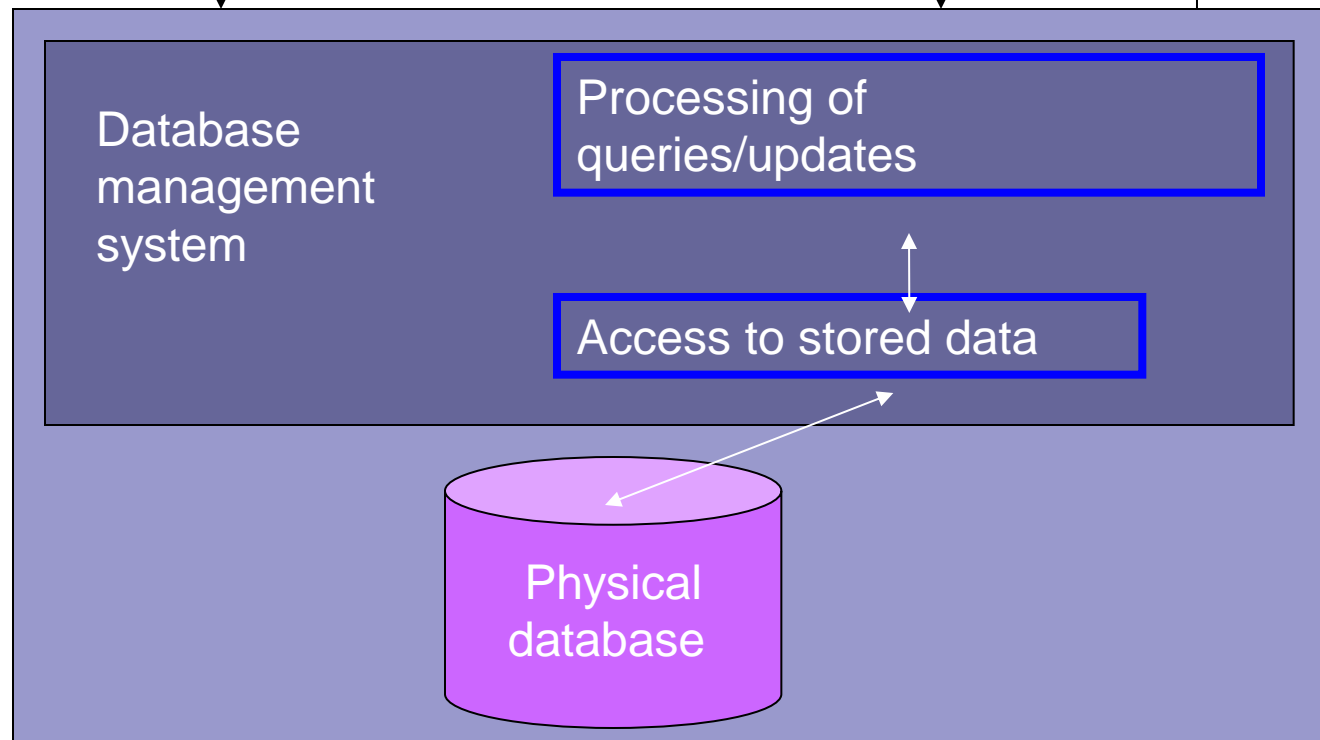 Database
management
system
Processing of
queries/updates
Access to stored data
Physical
database